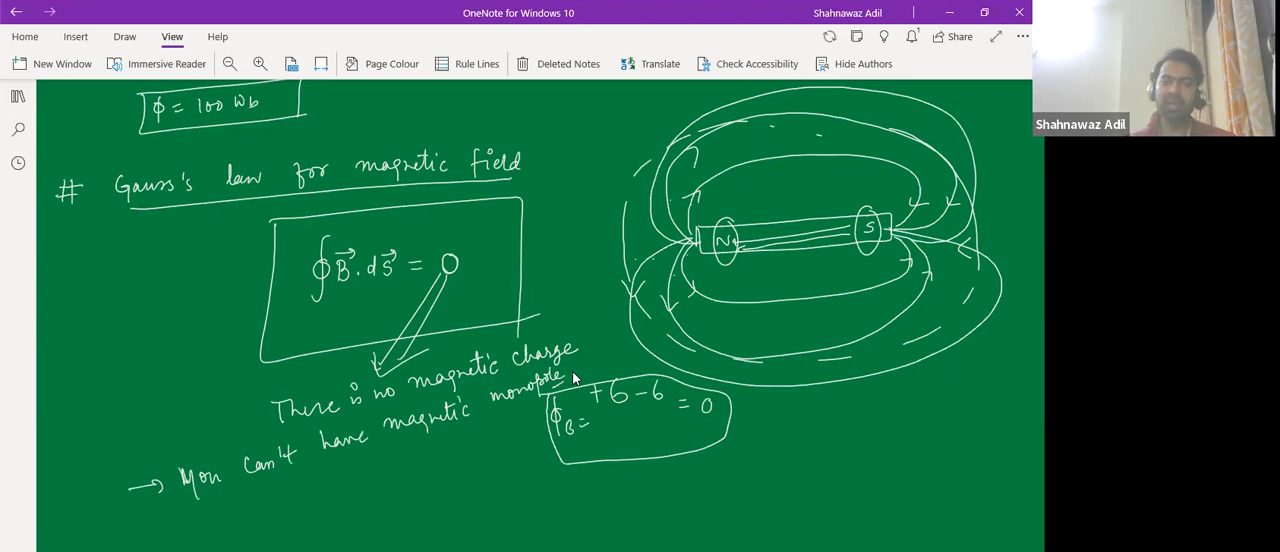 OneNote for Windows 10
Shahnawaz Adil
Home Insert Draw View Help
Share
New Window Immersive Reader Page Colour Rule Lines Deleted Notes Translate Check Accessibility Hide Authors
Shahnawaz Adil
ϕ = 100 Wb
# Gauss's law for magnetic field
∮B⃗.dS⃗ = 0
N S
There is no magnetic charge
→ You can't have magnetic monopole
ϕB = +6 -6 = 0